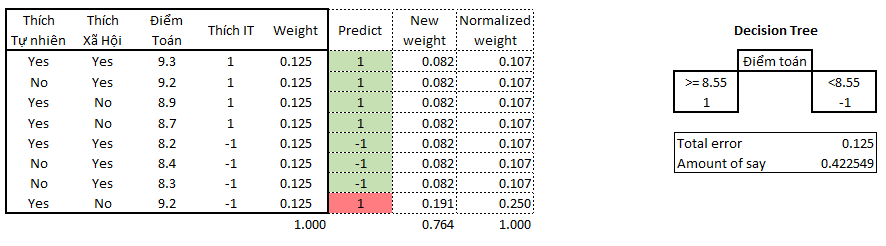 Thích Tự nhiên Thích Xã Hội Điểm Toán Thích IT Weight Predict New weight Normalized weight
Yes Yes 9.3 1 0.125 1 0.082 0.107
No Yes 9.2 1 0.125 1 0.082 0.107
Yes No 8.9 1 0.125 1 0.082 0.107
Yes No 8.7 1 0.125 1 0.082 0.107
Yes Yes 8.2 -1 0.125 -1 0.082 0.107
No Yes 8.4 -1 0.125 -1 0.082 0.107
No Yes 8.3 -1 0.125 -1 0.082 0.107
Yes No 9.2 -1 0.125 1 0.191 0.250
1.000 0.764 1.000
Decision Tree
Điểm toán
>= 8.55 <8.55
1 -1
Total error 0.125
Amount of say 0.422549